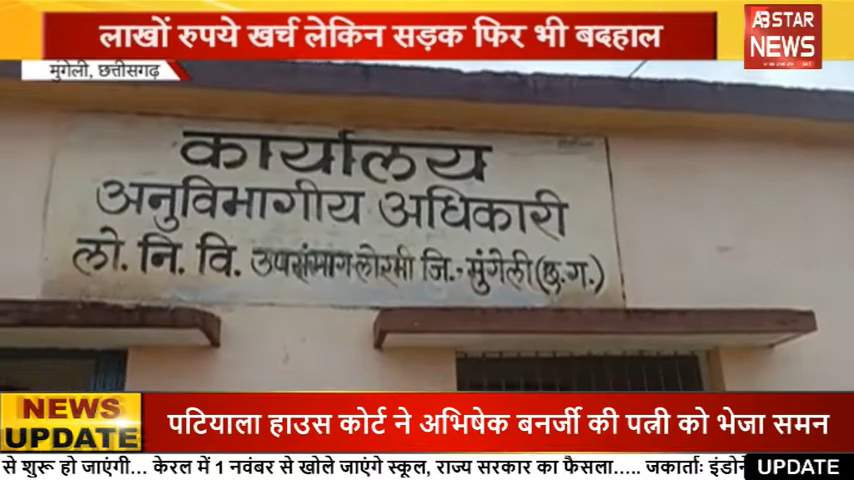 लाखों रुपये खर्च लेकिन सड़क फिर भी बदहाल
AB STAR
NEWS
मुंगेली, छत्तीसगढ़
कार्यालय
अनुविभागीय अधिकारी
लो. नि. वि. उपसंभाग लोरमी जि.- मुंगेली (छ.ग.)
NEWS
UPDATE
पटियाला हाउस कोर्ट ने अभिषेक बनर्जी की पत्नी को भेजा समन
से शुरू हो जाएंगी... केरल में 1 नवंबर से खोले जाएंगे स्कूल, राज्य सरकार का फैसला..... जकार्ताः
UPDATE